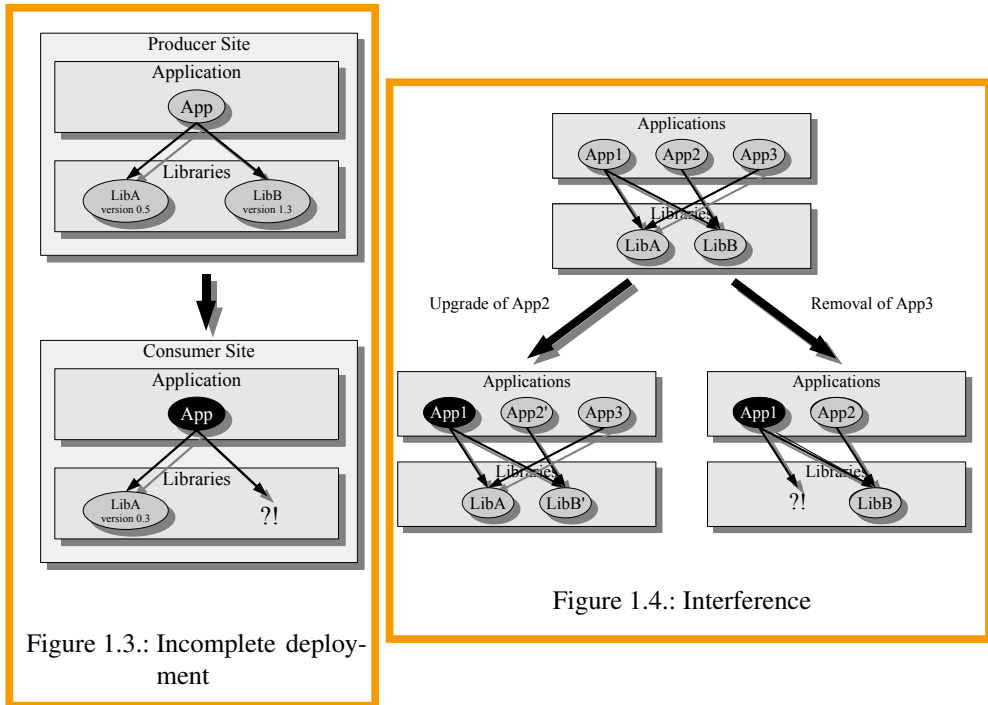 Producer Site
Application
App
Libraries
LibA
version 0.5
LibB
version 1.3
Consumer Site
Application
App
Libraries
LibA
version 0.3
?!
Figure 1.3.: Incomplete deploy-
ment
Applications
App1 App2 App3
Libraries
LibA LibB
Upgrade of App2
Removal of App3
Applications
App1 App2' App3
Libraries
LibA LibB'
Applications
App1 App2
Libraries
?! LibB
Figure 1.4.: Interference